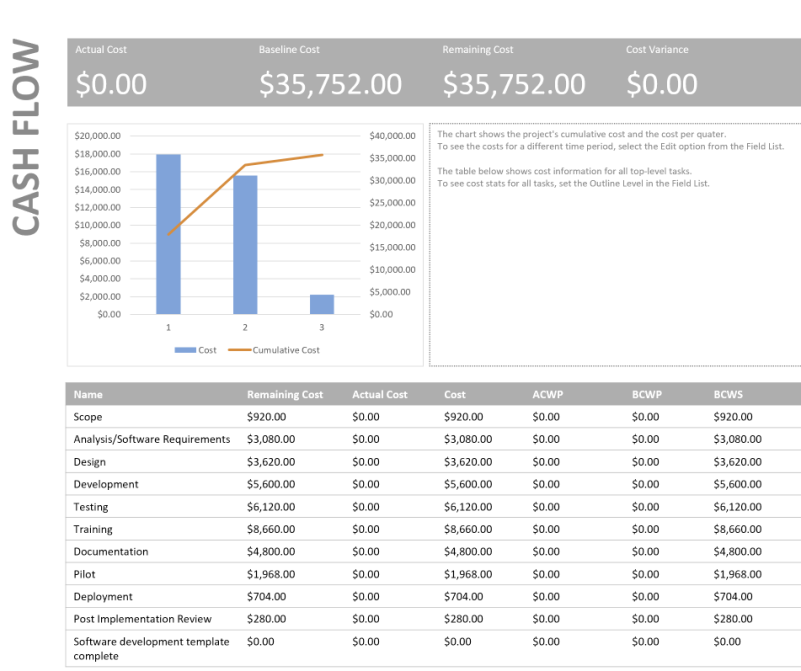 CASH FLOW
Actual Cost Baseline Cost Remaining Cost Cost Variance
$0.00 $35,752.00 $35,752.00 $0.00
$20,000.00
$18,000.00
$16,000.00
$14,000.00
$12,000.00
$10,000.00
$8,000.00
$6,000.00
$4,000.00
$2,000.00
$0.00
$40,000.00
$35,000.00
$30,000.00
$25,000.00
$20,000.00
$15,000.00
$10,000.00
$5,000.00
$0.00
1 2 3
Cost Cumulative Cost
The chart shows the project's cumulative cost and the cost per quater.
To see the costs for a different time period, select the Edit option from the Field List.
The table below shows cost information for all top-level tasks.
To see cost stats for all tasks, set the Outline Level in the Field List.
Name Remaining Cost Actual Cost Cost ACWP BCWP BCWS
Scope $920.00 $0.00 $920.00 $0.00 $0.00 $920.00
Analysis/Software Requirements $3,080.00 $0.00 $3,080.00 $0.00 $0.00 $3,080.00
Design $3,620.00 $0.00 $3,620.00 $0.00 $0.00 $3,620.00
Development $5,600.00 $0.00 $5,600.00 $0.00 $0.00 $5,600.00
Testing $6,120.00 $0.00 $6,120.00 $0.00 $0.00 $6,120.00
Training $8,660.00 $0.00 $8,660.00 $0.00 $0.00 $8,660.00
Documentation $4,800.00 $0.00 $4,800.00 $0.00 $0.00 $4,800.00
Pilot $1,968.00 $0.00 $1,968.00 $0.00 $0.00 $1,968.00
Deployment $704.00 $0.00 $704.00 $0.00 $0.00 $704.00
Post Implementation Review $280.00 $0.00 $280.00 $0.00 $0.00 $280.00
Software development template $0.00 $0.00 $0.00 $0.00 $0.00 $0.00
complete